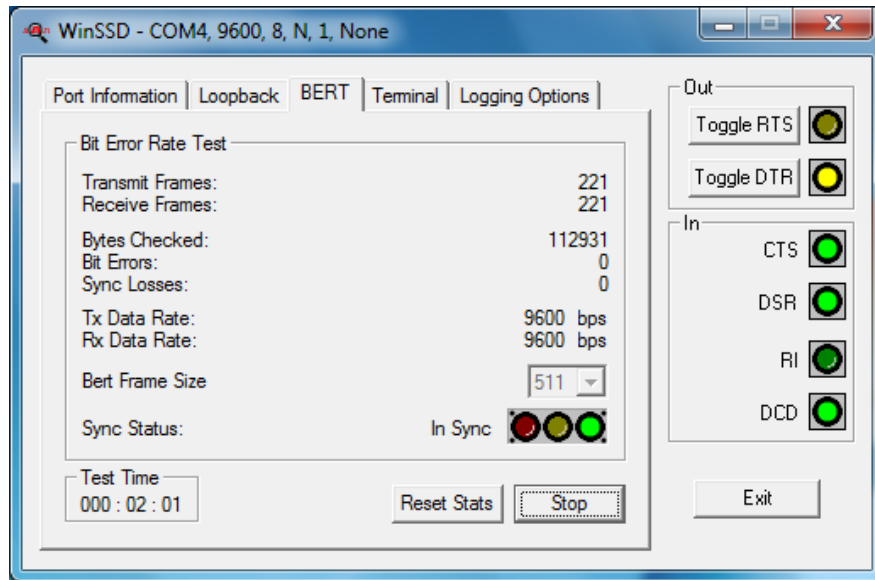 WinSSD - COM4, 9600, 8, N, 1, None
Port Information
Loopback
BERT
Terminal
Logging Options
Bit Error Rate Test
Transmit Frames: 221
Receive Frames: 221
Bytes Checked: 112931
Bit Errors: 0
Sync Losses: 0
Tx Data Rate: 9600 bps
Rx Data Rate: 9600 bps
Bert Frame Size 511
Sync Status: In Sync
Test Time
000 : 02 : 01
Reset Stats
Stop
Out
Toggle RTS
Toggle DTR
In
CTS
DSR
RI
DCD
Exit